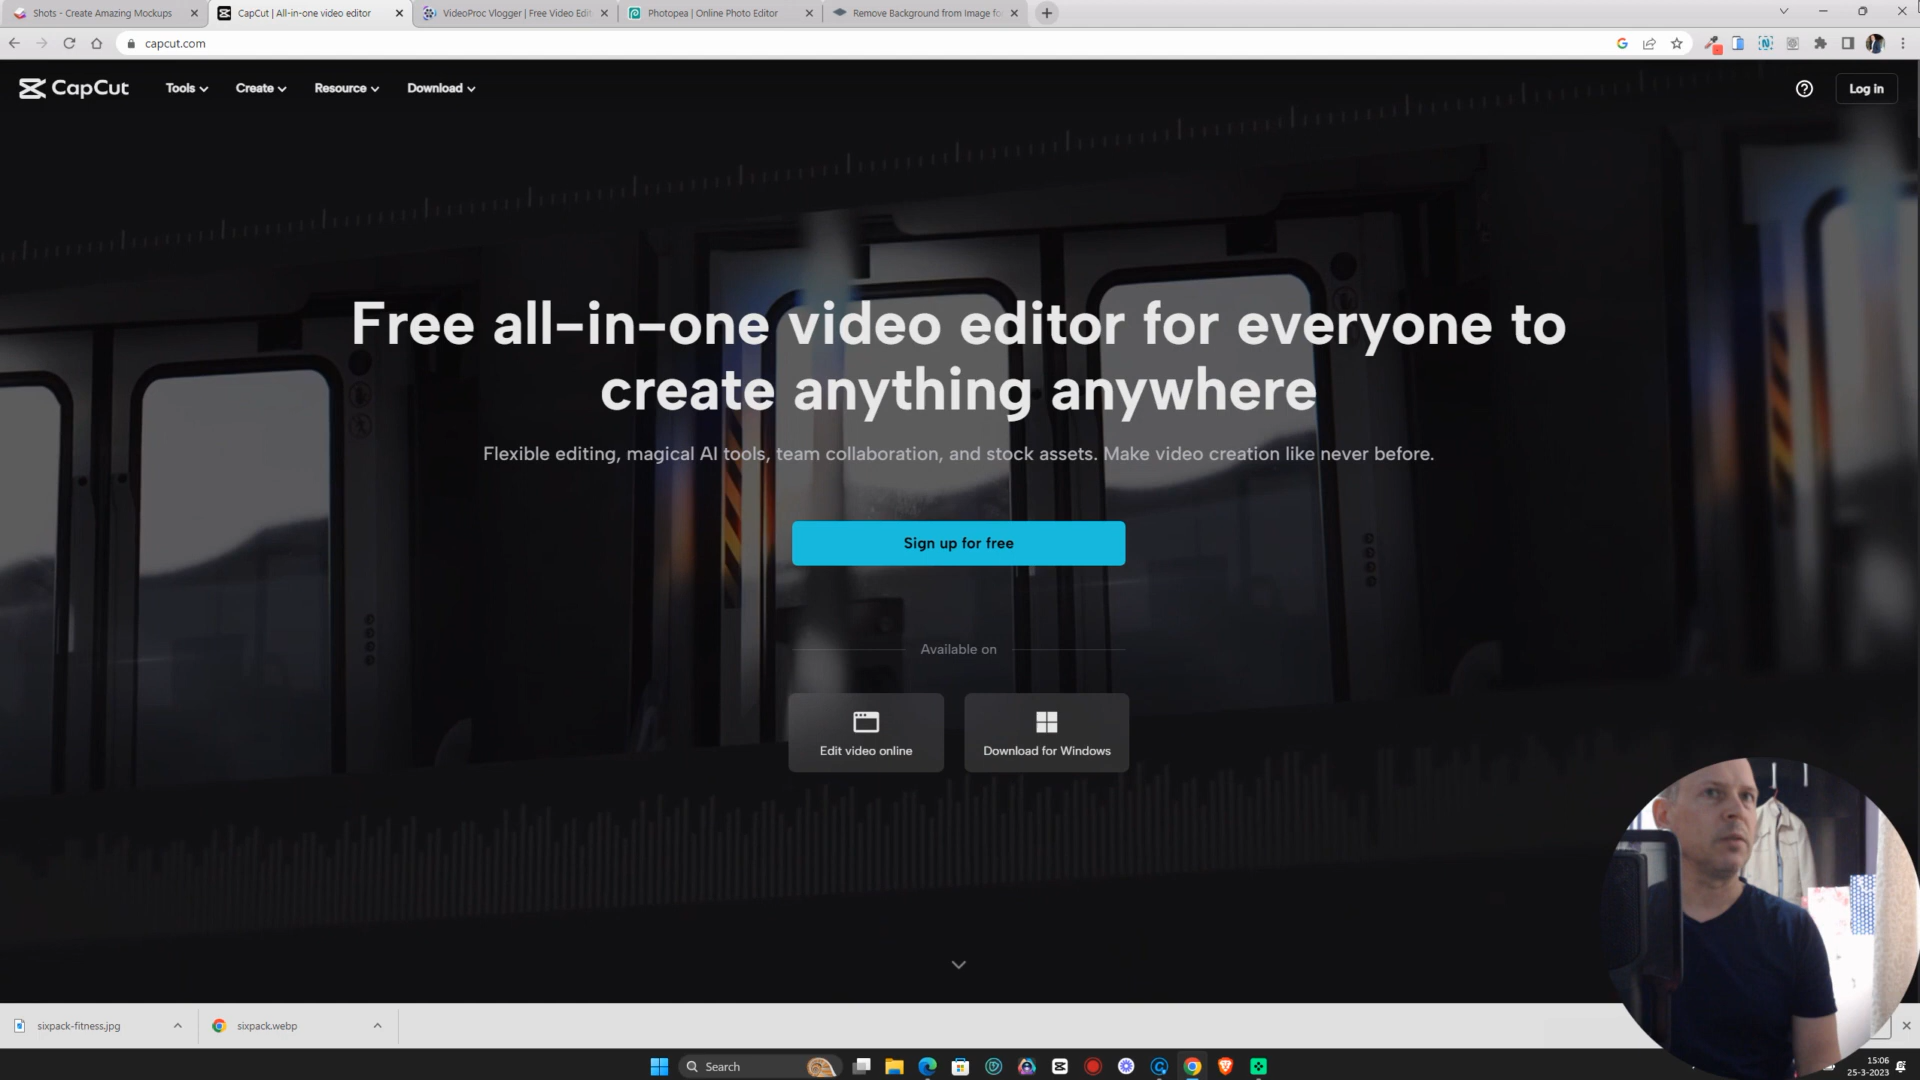 Shots - Create Amazing Mockups
CapCut | All-in-one video editor
VideoProc Vlogger | Free Video Edit
Photopea | Online Photo Editor
Remove Background from Image fo
capcut.com
CapCut
Tools
Create
Resource
Download
Log in
Free all-in-one video editor for everyone to
create anything anywhere
Flexible editing, magical AI tools, team collaboration, and stock assets. Make video creation like never before.
Sign up for free
Available on
Edit video online
Download for Windows
sixpack-fitness.jpg
sixpack.webp
Search
15:06
25-3-2023